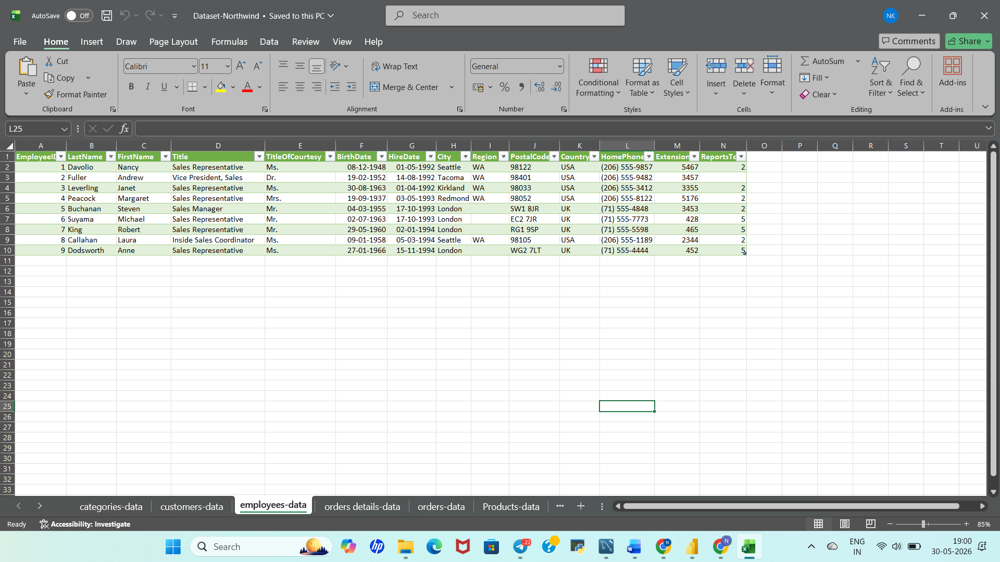 AutoSave Off Dataset-Northwind • Saved to this PC Search NK
File Home Insert Draw Page Layout Formulas Data Review View Help Comments Share
Paste Cut Copy Format Painter Clipboard
Calibri 11 B I U A Font
Wrap Text Merge & Center Alignment
General % Number
Conditional Formatting Format as Table Cell Styles Styles
Insert Delete Format Cells
AutoSum Fill Clear Sort & Filter Find & Select Editing
Add-ins Add-ins
L25 fx
A B C D E F G H I J K L M N O P Q R S T U
1 EmployeeID LastName FirstName Title TitleOfCourtesy BirthDate HireDate City Region PostalCode Country HomePhone Extension ReportsTo
2 1 Davolio Nancy Sales Representative Ms. 08-12-1948 01-05-1992 Seattle WA 98122 USA (206) 555-9857 5467 2
3 2 Fuller Andrew Vice President, Sales Dr. 19-02-1952 14-08-1992 Tacoma WA 98401 USA (206) 555-9482 3457
4 3 Leverling Janet Sales Representative Ms. 30-08-1963 01-04-1992 Kirkland WA 98033 USA (206) 555-3412 3355 2
5 4 Peacock Margaret Sales Representative Mrs. 19-09-1937 03-05-1993 Redmond WA 98052 USA (206) 555-8122 5176 2
6 5 Buchanan Steven Sales Manager Mr. 04-03-1955 17-10-1993 London SW1 8JR UK (71) 555-4848 3453 2
7 6 Suyama Michael Sales Representative Mr. 02-07-1963 17-10-1993 London EC2 7JR UK (71) 555-7773 428 5
8 7 King Robert Sales Representative Mr. 29-05-1960 02-01-1994 London RG1 9SP UK (71) 555-5598 465 5
9 8 Callahan Laura Inside Sales Coordinator Ms. 09-01-1958 05-03-1994 Seattle WA 98105 USA (206) 555-1189 2344 2
10 9 Dodsworth Anne Sales Representative Ms. 27-01-1966 15-11-1994 London WG2 7LT UK (71) 555-4444 452 5
11
12
13
14
15
16
17
18
19
20
21
22
23
24
25
26
27
28
29
30
31
32
33
categories-data customers-data employees-data orders details-data orders-data Products-data
Ready Accessibility: Investigate 85%
Search 22 ENG IN 19:00 30-05-2026